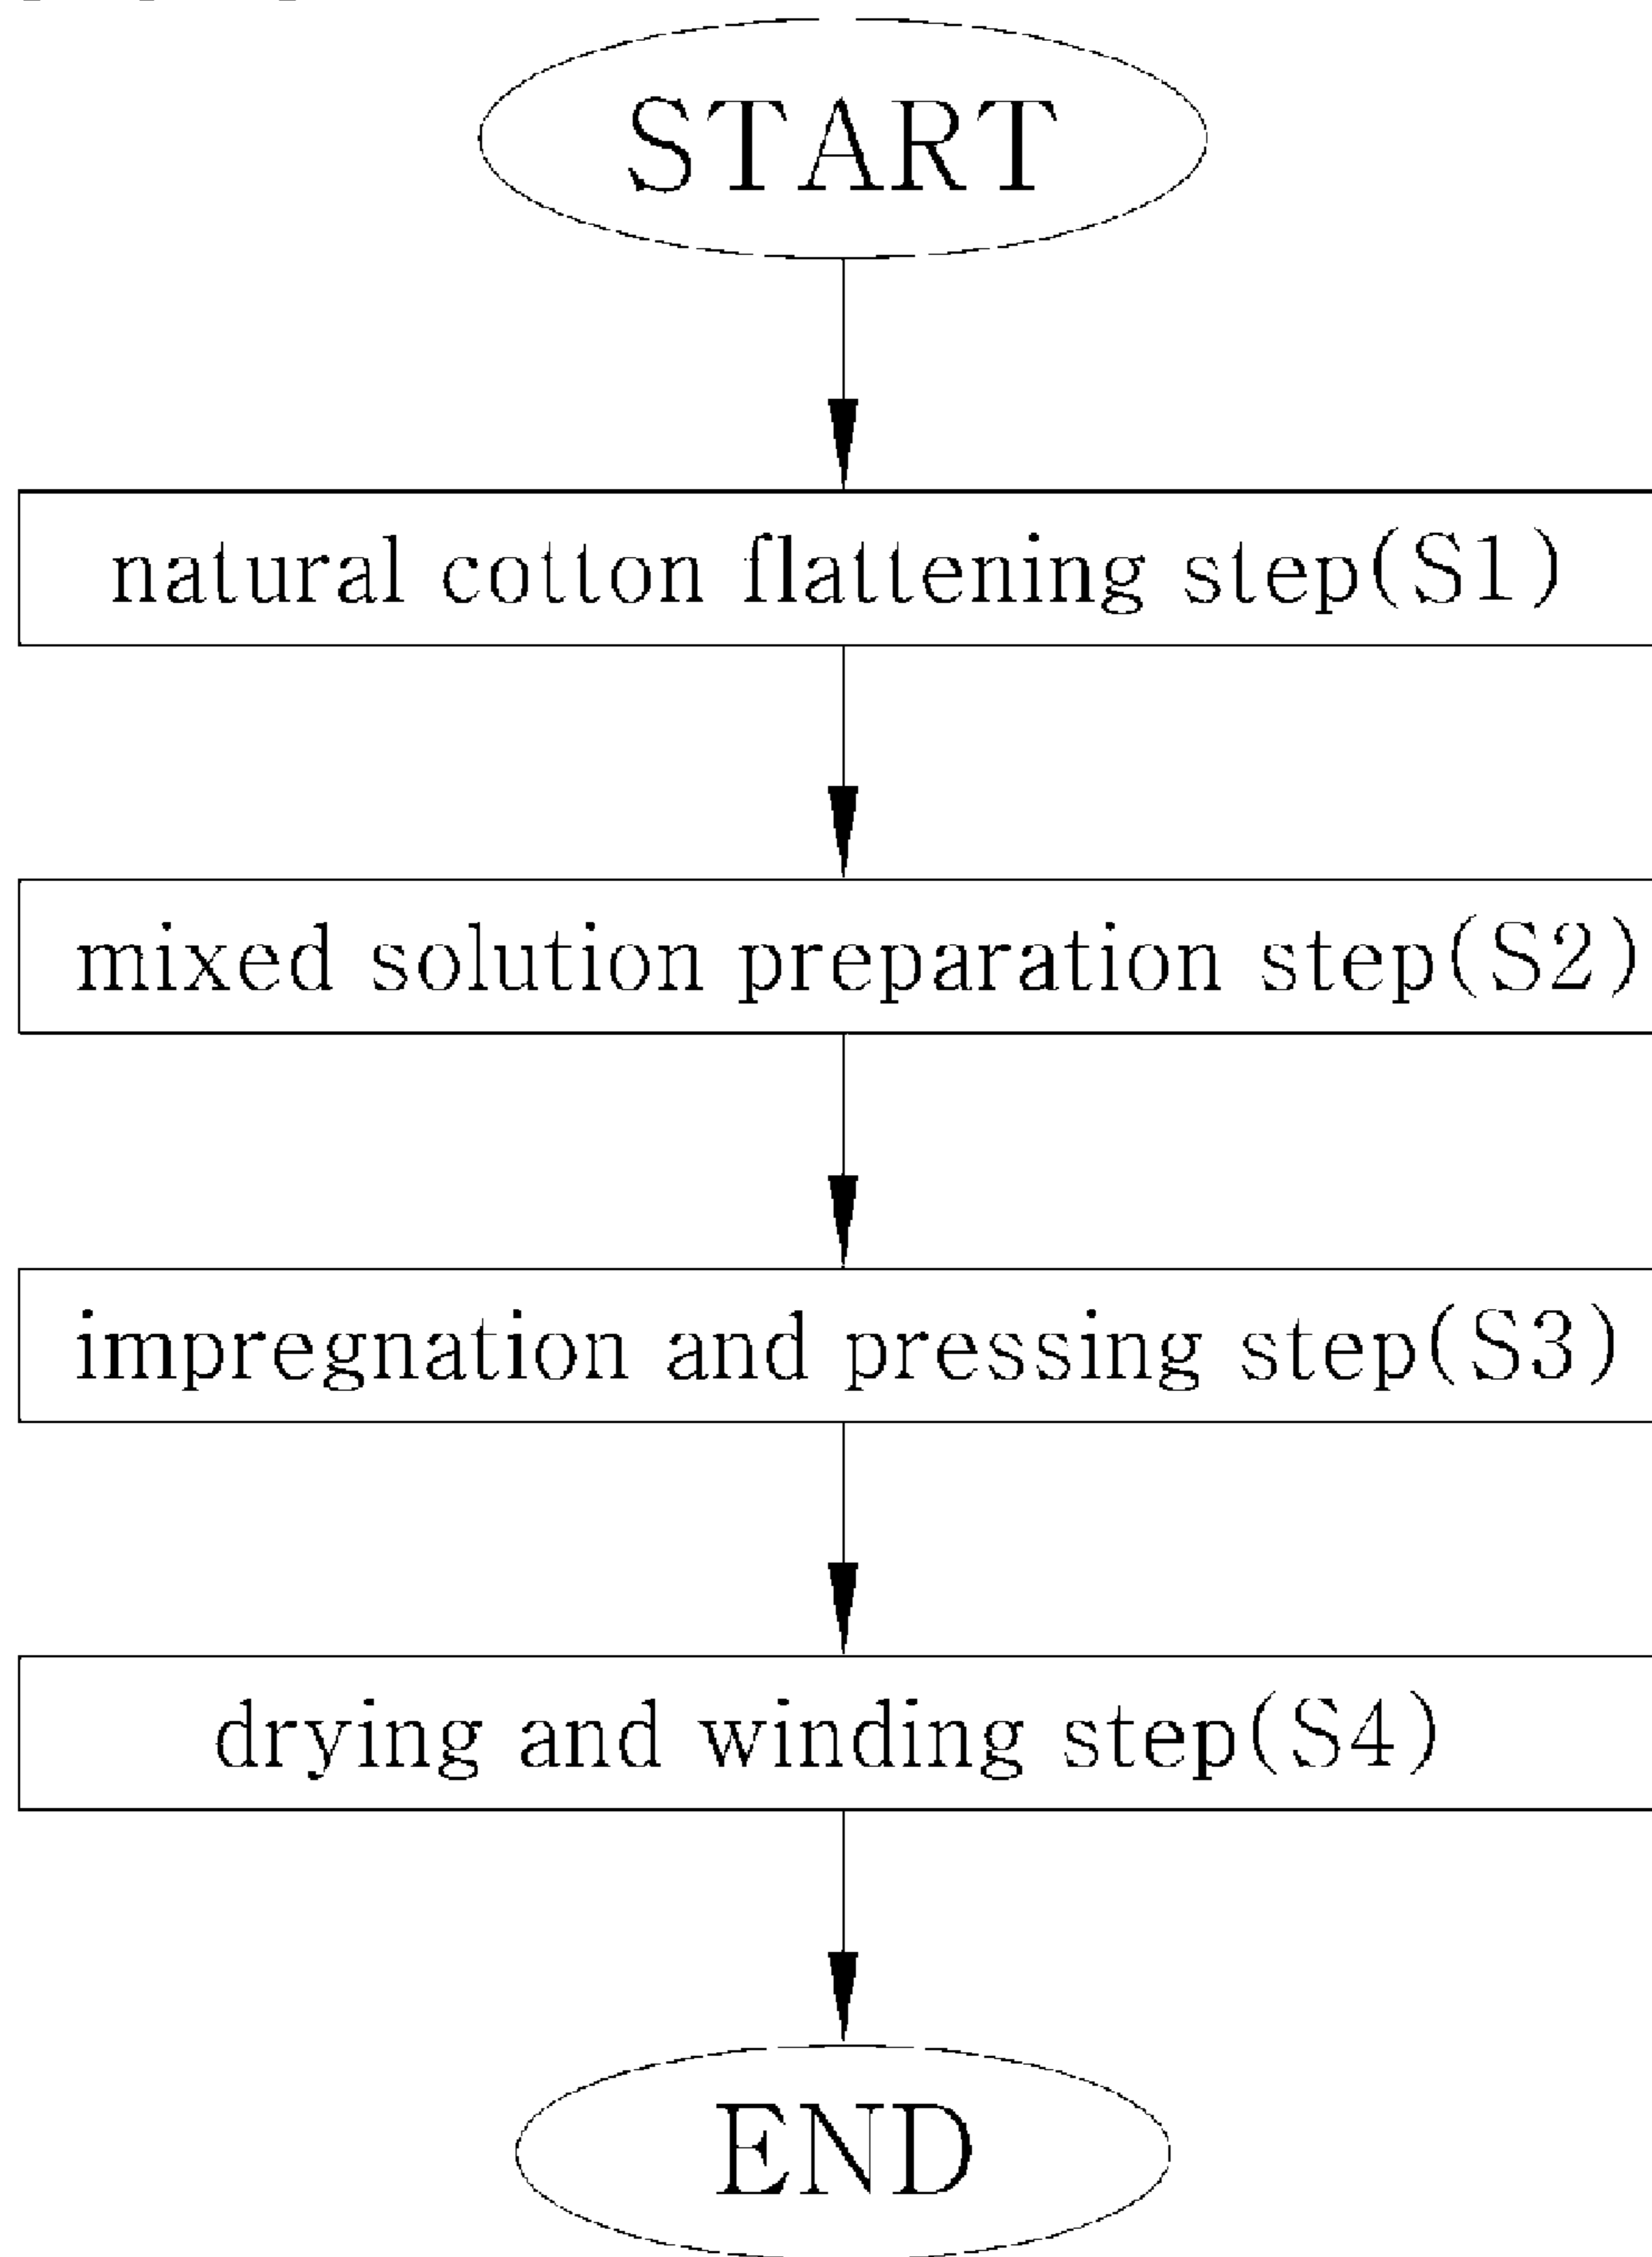 START
natural cotton flattening step(S1)
mixed solution preparation step(S2)
impregnation and pressing step(S3)
drying and winding step(S4)
END